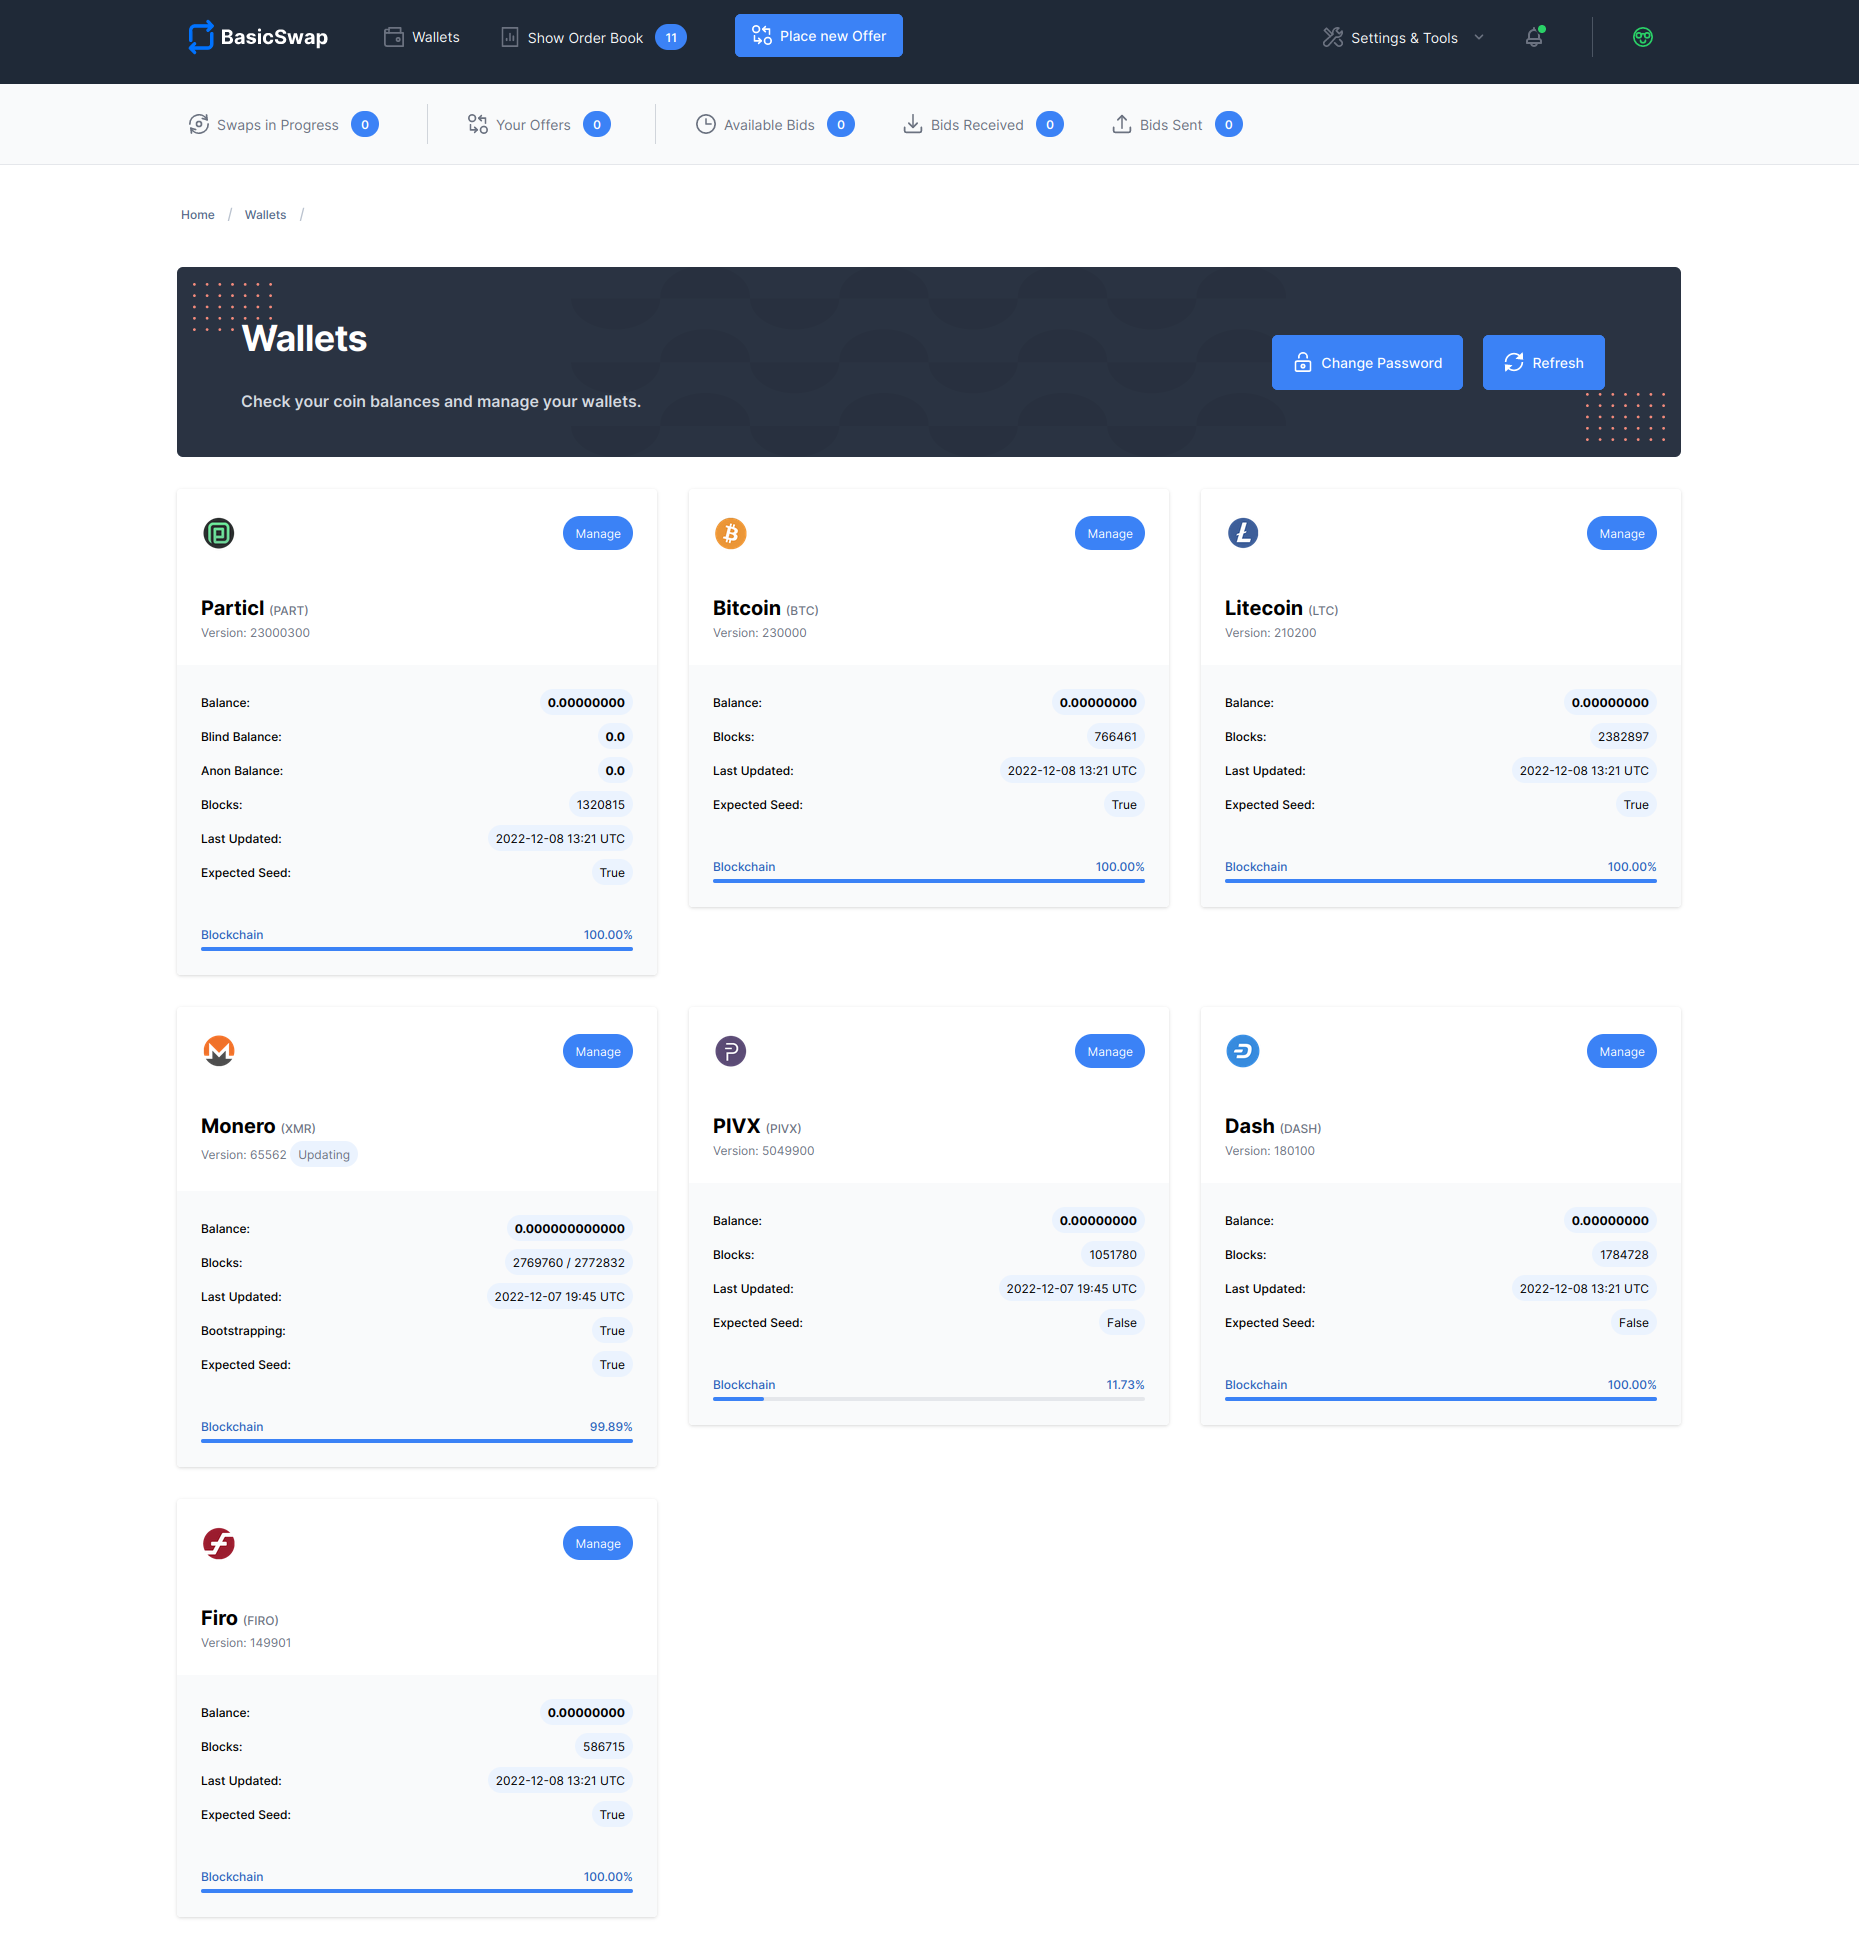 BasicSwap
Wallets
Show Order Book 11
Place new Offer
Settings & Tools
Swaps in Progress 0
Your Offers 0
Available Bids 0
Bids Received 0
Bids Sent 0
Home / Wallets /
Wallets
Check your coin balances and manage your wallets.
Change Password
Refresh
Manage
Particl (PART)
Version: 23000300
Balance: 0.00000000
Blind Balance: 0.0
Anon Balance: 0.0
Blocks: 1320815
Last Updated: 2022-12-08 13:21 UTC
Expected Seed: True
Blockchain 100.00%
Manage
Bitcoin (BTC)
Version: 230000
Balance: 0.00000000
Blocks: 766461
Last Updated: 2022-12-08 13:21 UTC
Expected Seed: True
Blockchain 100.00%
Manage
Litecoin (LTC)
Version: 210200
Balance: 0.00000000
Blocks: 2382897
Last Updated: 2022-12-08 13:21 UTC
Expected Seed: True
Blockchain 100.00%
Manage
Monero (XMR)
Version: 65562 Updating
Balance: 0.000000000000
Blocks: 2769760 / 2772832
Last Updated: 2022-12-07 19:45 UTC
Bootstrapping: True
Expected Seed: True
Blockchain 99.89%
Manage
PIVX (PIVX)
Version: 5049900
Balance: 0.00000000
Blocks: 1051780
Last Updated: 2022-12-07 19:45 UTC
Expected Seed: False
Blockchain 11.73%
Manage
Dash (DASH)
Version: 180100
Balance: 0.00000000
Blocks: 1784728
Last Updated: 2022-12-08 13:21 UTC
Expected Seed: False
Blockchain 100.00%
Manage
Firo (FIRO)
Version: 149901
Balance: 0.00000000
Blocks: 586715
Last Updated: 2022-12-08 13:21 UTC
Expected Seed: True
Blockchain 100.00%